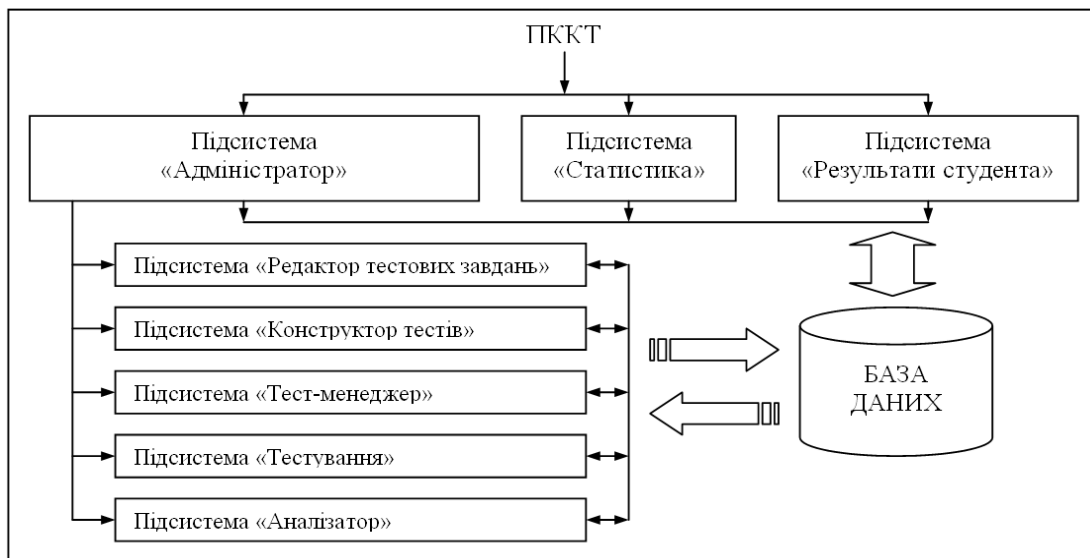 ПККТ
Підсистема
«Адміністратор»
Підсистема
«Статистика»
Підсистема
«Результати студента»
Підсистема «Редактор тестових завдань»
Підсистема «Конструктор тестів»
Підсистема «Тест-менеджер»
Підсистема «Тестування»
Підсистема «Аналізатор»
БАЗА
ДАНИХ